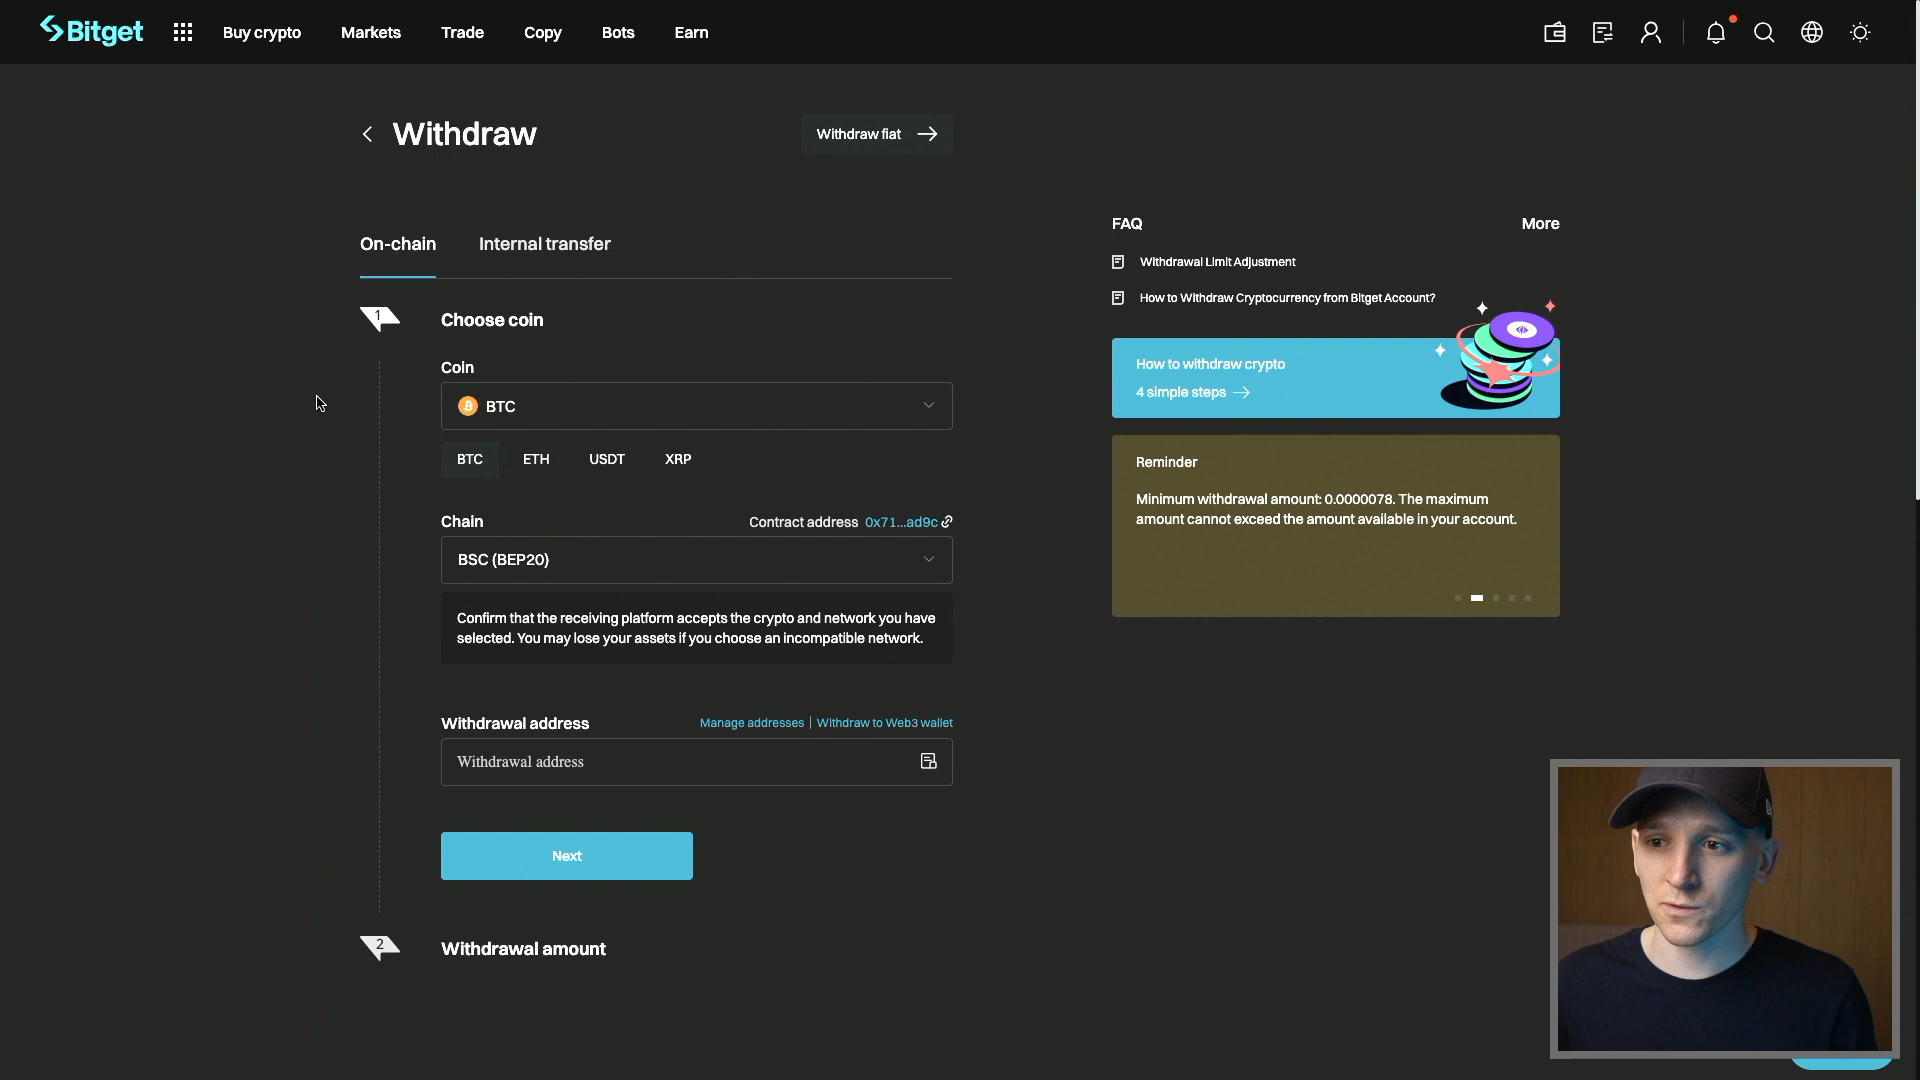 Bitget
Buy crypto
Markets
Trade
Copy
Bots
Earn
Withdraw
Withdraw fiat
On-chain
Internal transfer
1
Choose coin
Coin
BTC
BTC
ETH
USDT
XRP
Chain
Contract address 0x71...ad9c
BSC (BEP20)
Confirm that the receiving platform accepts the crypto and network you have
selected. You may lose your assets if you choose an incompatible network.
Withdrawal address
Manage addresses | Withdraw to Web3 wallet
Withdrawal address
Next
2
Withdrawal amount
FAQ
More
Withdrawal Limit Adjustment
How to Withdraw Cryptocurrency from Bitget Account?
How to withdraw crypto
4 simple steps
Reminder
Minimum withdrawal amount: 0.0000078. The maximum
amount cannot exceed the amount available in your account.